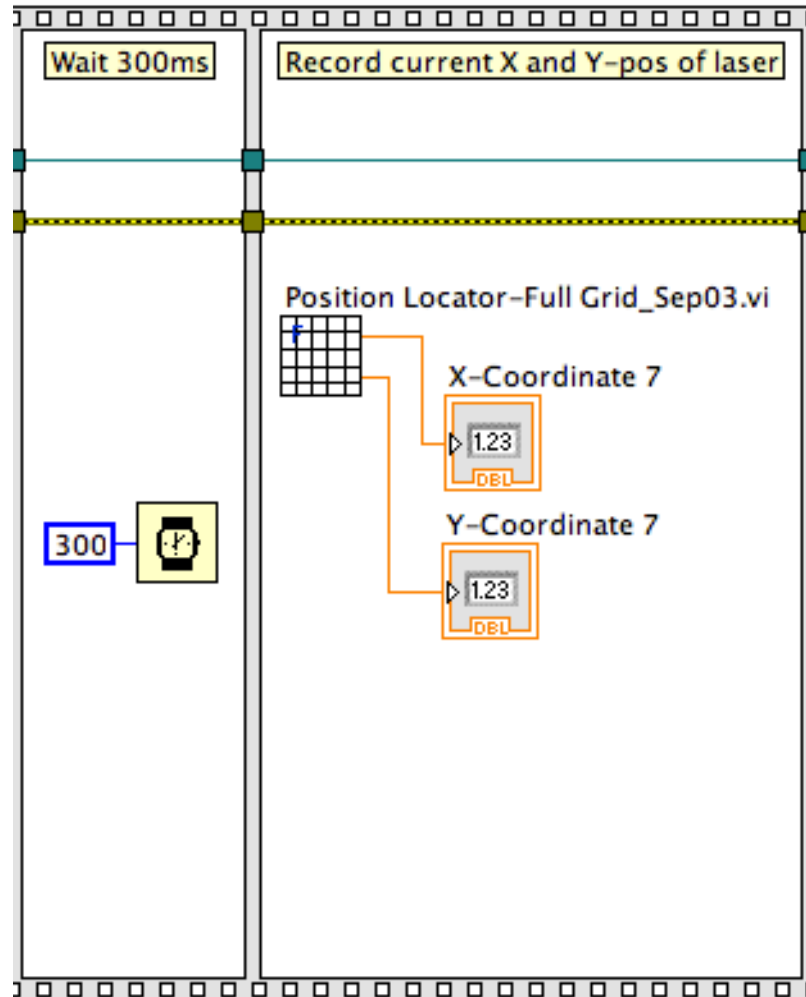 Wait 300ms
Record current X and Y-pos of laser
Position Locator-Full Grid_Sep03.vi
F
X-Coordinate 7
1.23
DBL
300
Y-Coordinate 7
1.23
DBL